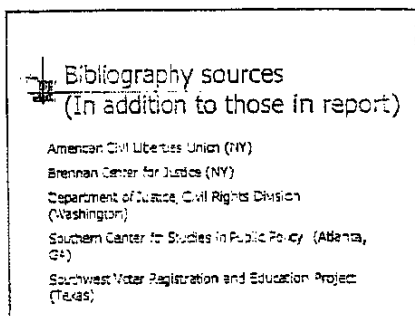 Bibliography sources
(In addition to those in report)
American Civil Liberties Union (NY)
Brennan Center for Justice (NY)
Department of Justice, Civil Rights Division
(Washington)
Southern Center for Studies in Public Policy (Atlanta,
GA)
Southwest Voter Registration and Education Project
(Texas)